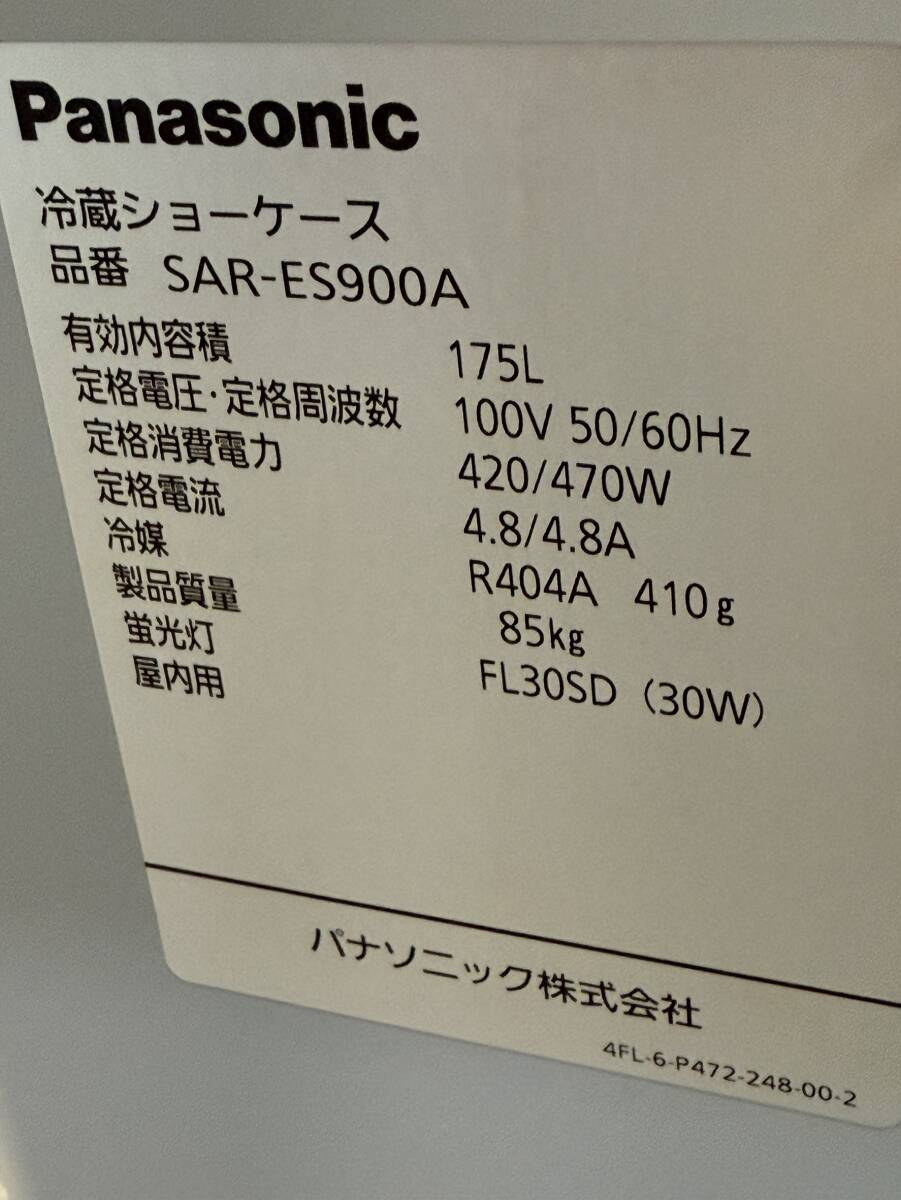 Panasonic
冷蔵ショーケース
品番 SAR-ES900A
有効内容積 175L
定格電圧・定格周波数 100V 50/60Hz
定格消費電力 420/470W
定格電流 4.8/4.8A
冷媒 R404A 410g
製品質量 85kg
蛍光灯 FL30SD (30W)
屋内用
パナソニック株式会社
4FL-6-P472-248-00-2